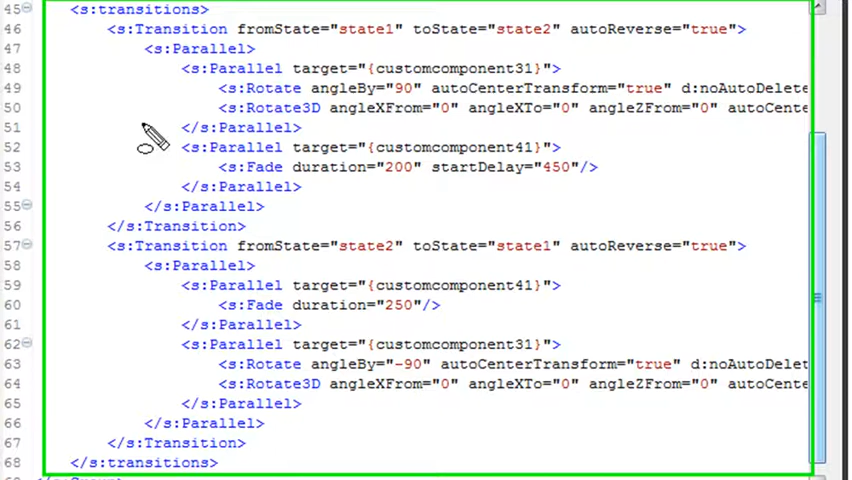 45 <s:transitions>
46 <s:Transition fromState="state1" toState="state2" autoReverse="true">
47 <s:Parallel>
48 <s:Parallel target="{customcomponent31}">
49 <s:Rotate angleBy="90" autoCenterTransform="true" d:noAutoDelete
50 <s:Rotate3D angleXFrom="0" angleXTo="0" angleZFrom="0" autoCente
51 </s:Parallel>
52 <s:Parallel target="{customcomponent41}">
53 <s:Fade duration="200" startDelay="450"/>
54 </s:Parallel>
55 </s:Parallel>
56 </s:Transition>
57 <s:Transition fromState="state2" toState="state1" autoReverse="true">
58 <s:Parallel>
59 <s:Parallel target="{customcomponent41}">
60 <s:Fade duration="250"/>
61 </s:Parallel>
62 <s:Parallel target="{customcomponent31}">
63 <s:Rotate angleBy="-90" autoCenterTransform="true" d:noAutoDelet
64 <s:Rotate3D angleXFrom="0" angleXTo="0" angleZFrom="0" autoCente
65 </s:Parallel>
66 </s:Parallel>
67 </s:Transition>
68 </s:transitions>